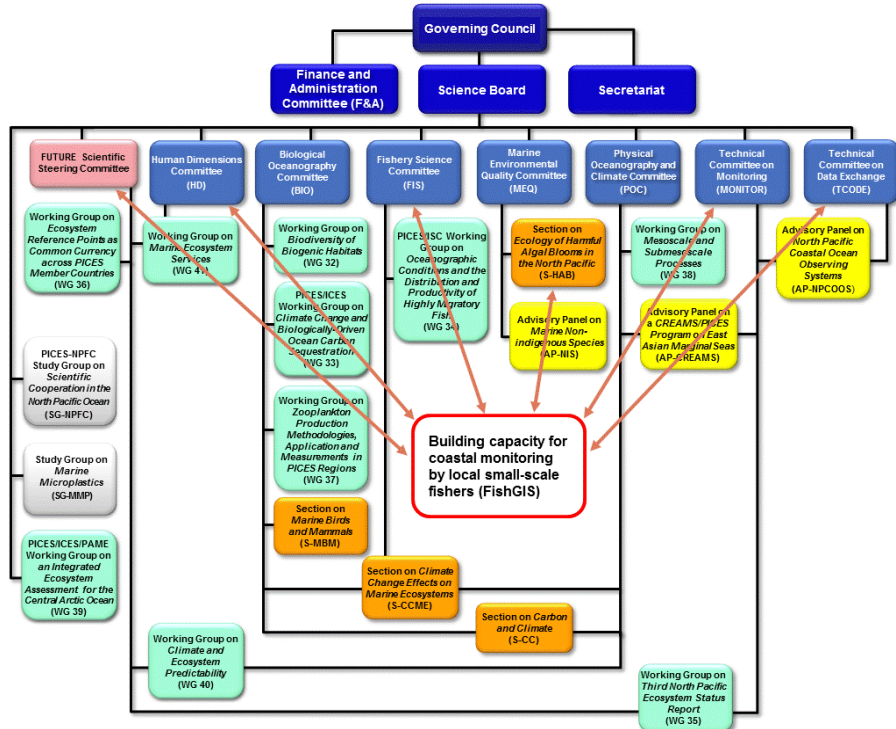 Governing Council
Finance and
Administration
Committee (F&A)
Science Board
Secretariat
FUTURE Scientific
Steering Committee
Human Dimensions
Committee
(HD)
Biological
Oceanography
Committee
(BIO)
Fishery Science
Committee
(FIS)
Marine
Environmental
Quality Committee
(MEQ)
Physical
Oceanography and
Climate Committee
(POC)
Technical
Committee on
Monitoring
(MONITOR)
Technical
Committee on
Data Exchange
(TCODE)
Working Group on
Ecosystem
Reference Points as
Common Currency
across PICES
Member Countries
(WG 36)
Working Group on
Marine Ecosystem
Services
(WG 41)
Working Group on
Biodiversity of
Biogenic Habitats
(WG 32)
PICES/ISC Working
Group on
Oceanographic
Conditions and the
Distribution and
Productivity of
Highly Migratory
Fish
(WG 34)
Section on
Ecology of Harmful
Algal Blooms in
the North Pacific
(S-HAB)
Working Group on
Mesoscale and
Submesoscale
Processes
(WG 38)
Advisory Panel on
North Pacific
Coastal Ocean
Observing
Systems
(AP-NPCOOS)
PICES/ICES
Working Group on
Climate Change and
Biologically-Driven
Ocean Carbon
Sequestration
(WG 33)
Advisory Panel on
Marine Non-
indigenous Species
(AP-NIS)
Advisory Panel on
a CREAMS/PICES
Program on East
Asian Marginal Seas
(AP-CREAMS)
PICES-NPFC
Study Group on
Scientific
Cooperation in the
North Pacific Ocean
(SG-NPFC)
Working Group on
Zooplankton
Production
Methodologies,
Application and
Measurements in
PICES Regions
(WG 37)
Building capacity for
coastal monitoring
by local small-scale
fishers (FishGIS)
Study Group on
Marine
Microplastics
(SG-MMP)
Section on
Marine Birds
and Mammals
(S-MBM)
PICES/ICES/PAME
Working Group on
an Integrated
Ecosystem
Assessment for the
Central Arctic Ocean
(WG 39)
Section on Climate
Change Effects on
Marine Ecosystems
(S-CCME)
Section on Carbon
and Climate
(S-CC)
Working Group on
Climate and
Ecosystem
Predictability
(WG 40)
Working Group on
Third North Pacific
Ecosystem Status
Report
(WG 35)